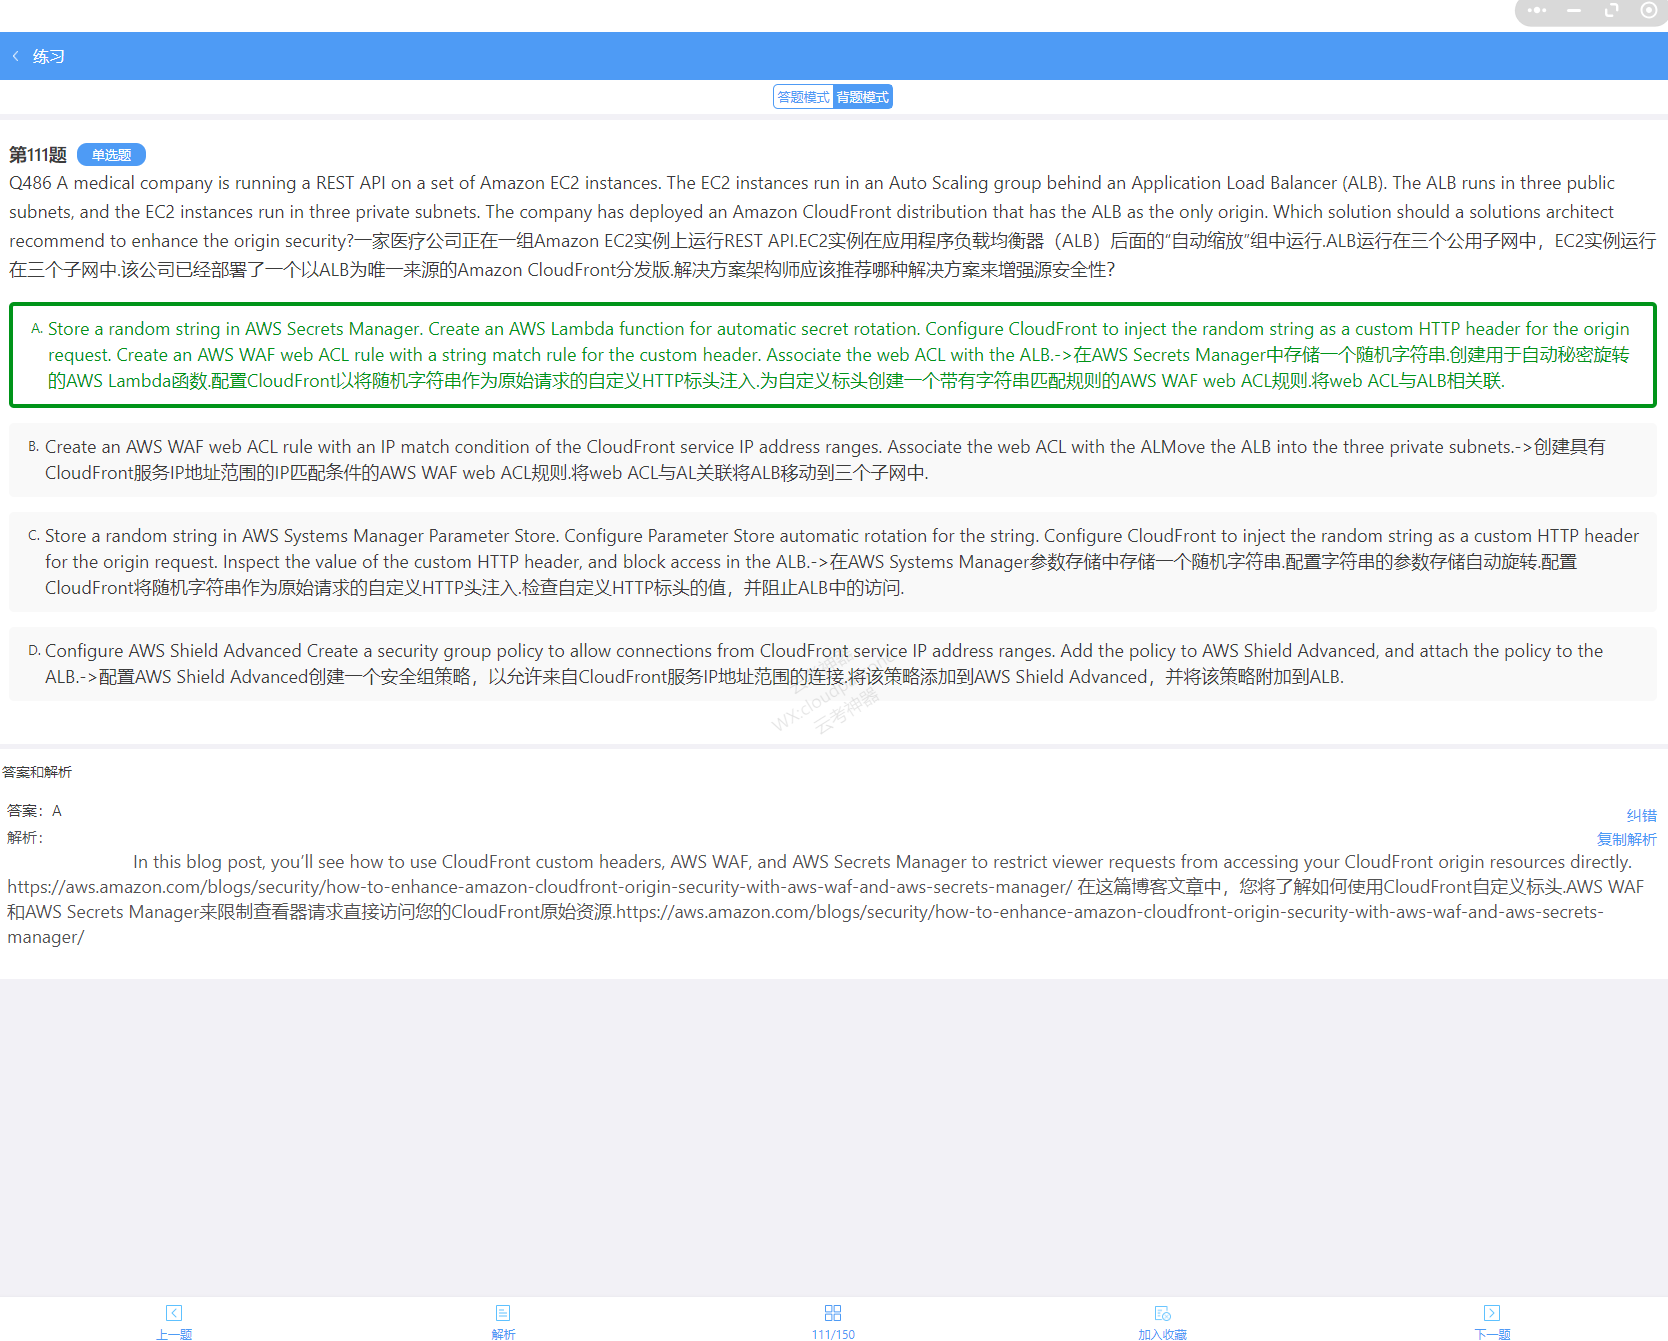 练习
答题模式 背题模式
第111题 单选题
Q486 A medical company is running a REST API on a set of Amazon EC2 instances. The EC2 instances run in an Auto Scaling group behind an Application Load Balancer (ALB). The ALB runs in three public
subnets, and the EC2 instances run in three private subnets. The company has deployed an Amazon CloudFront distribution that has the ALB as the only origin. Which solution should a solutions architect
recommend to enhance the origin security?一家医疗公司正在一组Amazon EC2实例上运行REST API.EC2实例在应用程序负载均衡器（ALB）后面的“自动缩放”组中运行.ALB运行在三个公用子网中，EC2实例运行
在三个子网中.该公司已经部署了一个以ALB为唯一来源的Amazon CloudFront分发版.解决方案架构师应该推荐哪种解决方案来增强源安全性?
A. Store a random string in AWS Secrets Manager. Create an AWS Lambda function for automatic secret rotation. Configure CloudFront to inject the random string as a custom HTTP header for the origin
request. Create an AWS WAF web ACL rule with a string match rule for the custom header. Associate the web ACL with the ALB.->在AWS Secrets Manager中存储一个随机字符串.创建用于自动秘密旋转
的AWS Lambda函数.配置CloudFront以将随机字符串作为原始请求的自定义HTTP标头注入.为自定义标头创建一个带有字符串匹配规则的AWS WAF web ACL规则.将web ACL与ALB相关联.
B. Create an AWS WAF web ACL rule with an IP match condition of the CloudFront service IP address ranges. Associate the web ACL with the ALMove the ALB into the three private subnets.->创建具有
CloudFront服务IP地址范围的IP匹配条件的AWS WAF web ACL规则.将web ACL与AL关联将ALB移动到三个子网中.
C. Store a random string in AWS Systems Manager Parameter Store. Configure Parameter Store automatic rotation for the string. Configure CloudFront to inject the random string as a custom HTTP header
for the origin request. Inspect the value of the custom HTTP header, and block access in the ALB.->在AWS Systems Manager参数存储中存储一个随机字符串.配置字符串的参数存储自动旋转.配置
CloudFront将随机字符串作为原始请求的自定义HTTP头注入.检查自定义HTTP标头的值，并阻止ALB中的访问.
D. Configure AWS Shield Advanced Create a security group policy to allow connections from CloudFront service IP address ranges. Add the policy to AWS Shield Advanced, and attach the policy to the
ALB.->配置AWS Shield Advanced创建一个安全组策略，以允许来自CloudFront服务IP地址范围的连接.将该策略添加到AWS Shield Advanced，并将该策略附加到ALB.
云考神器
答案和解析
答案：A
纠错
解析：
复制解析
In this blog post, you’ll see how to use CloudFront custom headers, AWS WAF, and AWS Secrets Manager to restrict viewer requests from accessing your CloudFront origin resources directly.
https://aws.amazon.com/blogs/security/how-to-enhance-amazon-cloudfront-origin-security-with-aws-waf-and-aws-secrets-manager/ 在这篇博客文章中，您将了解如何使用CloudFront自定义标头.AWS WAF
和AWS Secrets Manager来限制查看器请求直接访问您的CloudFront原始资源.https://aws.amazon.com/blogs/security/how-to-enhance-amazon-cloudfront-origin-security-with-aws-waf-and-aws-secrets-
manager/
上一题 解析 111/150 加入收藏 下一题